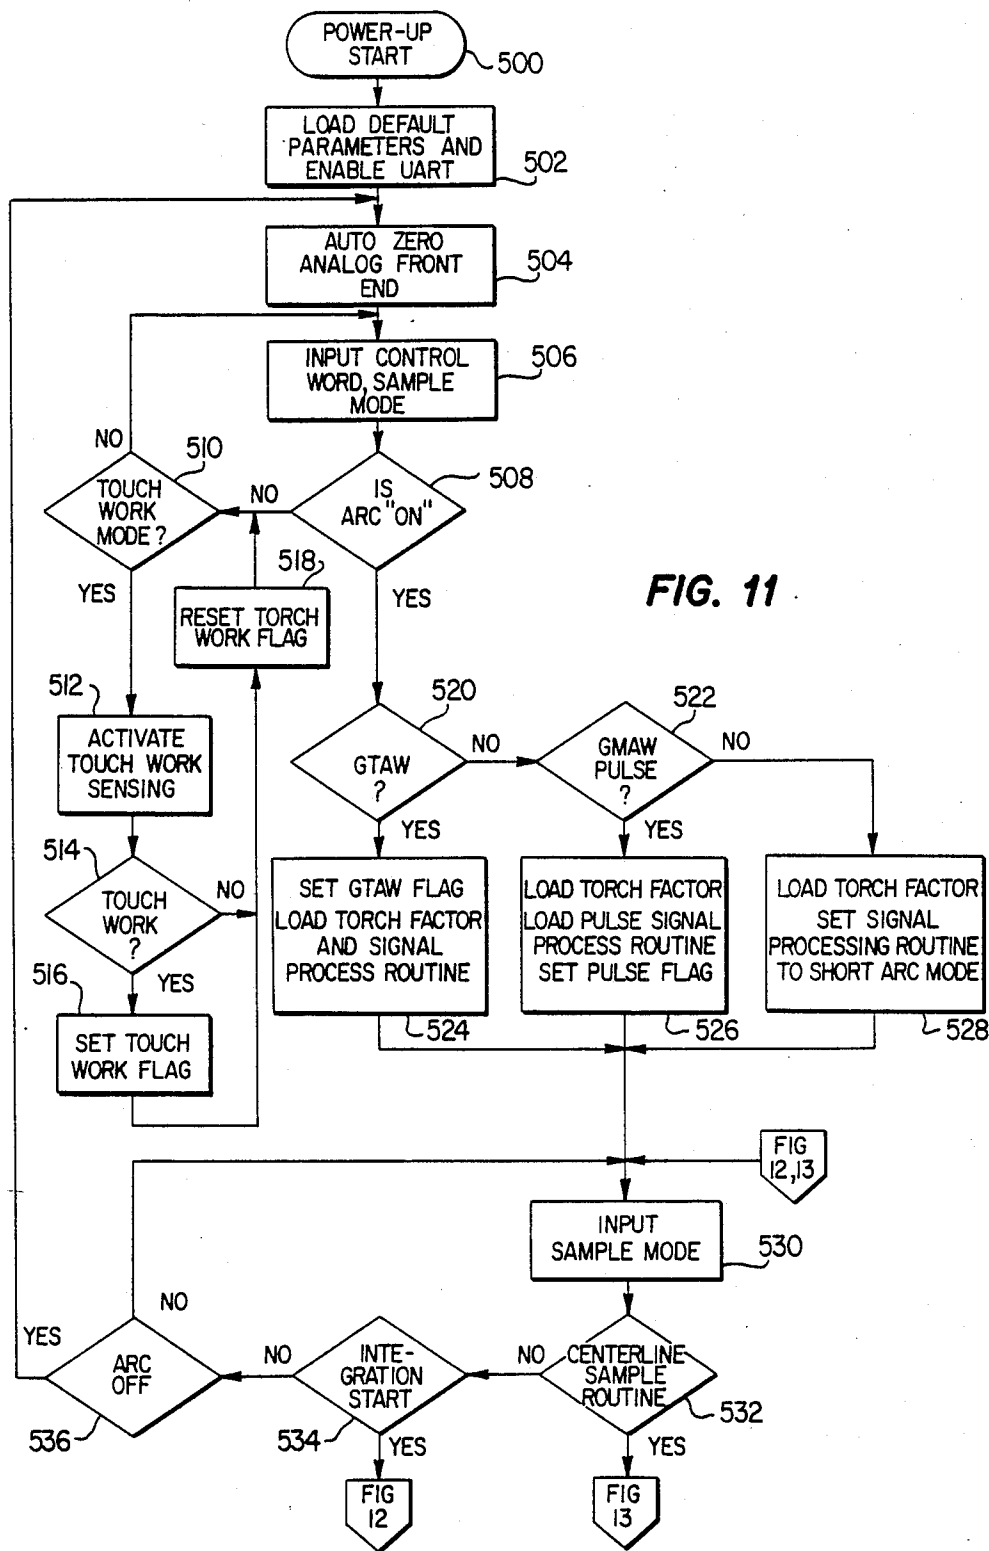 POWER-UP
START
500
LOAD DEFAULT
PARAMETERS AND
ENABLE UART
502
AUTO ZERO
ANALOG FRONT
END
504
INPUT CONTROL
WORD, SAMPLE
MODE
506
NO
510
TOUCH
WORK
MODE?
NO
IS
ARC "ON"
508
YES
518
RESET TORCH
WORK FLAG
YES
FIG. 11
512
ACTIVATE
TOUCH WORK
SENSING
520
GTAW
?
NO
522
GMAW
PULSE
?
NO
YES
YES
514
TOUCH
WORK
?
NO
YES
SET GTAW FLAG
LOAD TORCH FACTOR
AND SIGNAL
PROCESS ROUTINE
524
LOAD TORCH FACTOR
LOAD PULSE SIGNAL
PROCESS ROUTINE
SET PULSE FLAG
526
LOAD TORCH FACTOR
SET SIGNAL
PROCESSING ROUTINE
TO SHORT ARC MODE
528
516
SET TOUCH
WORK FLAG
FIG
12,13
INPUT
SAMPLE MODE
530
NO
YES
ARC
OFF
536
NO
INTE-
GRATION
START
534
NO
CENTERLINE
SAMPLE
ROUTINE
532
YES
YES
FIG
12
FIG
13